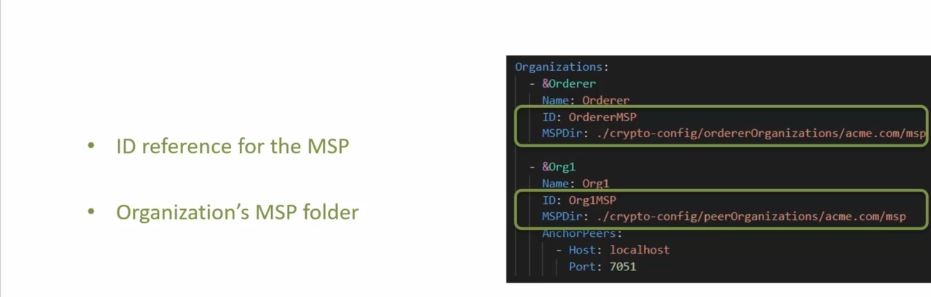 • ID reference for the MSP
• Organization's MSP folder
Organizations:
- &Orderer
Name: Orderer
ID: OrdererMSP
MSPDir: ./crypto-config/ordererOrganizations/acme.com/msp
- &Org1
Name: Org1
ID: Org1MSP
MSPDir: ./crypto-config/peerOrganizations/acme.com/msp
AnchorPeers:
- Host: localhost
Port: 7051